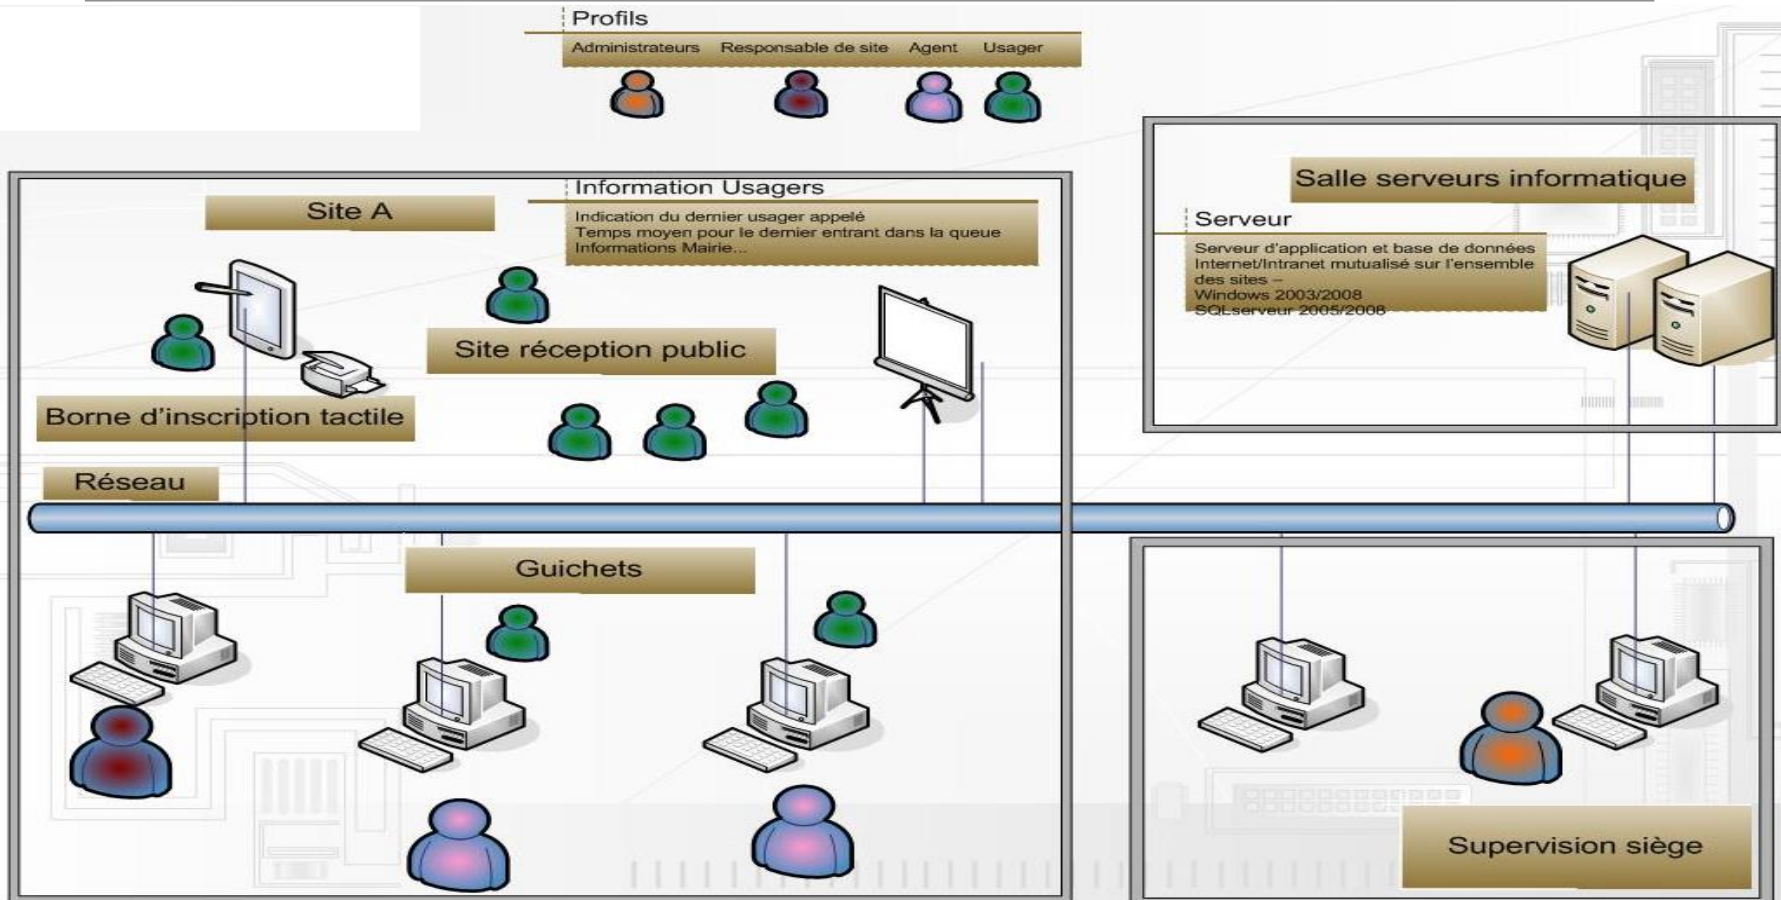 Profils
Administrateurs Responsable de site Agent Usager
Site A
Information Usagers
Indication du dernier usager appelé
Temps moyen pour le dernier entrant dans la queue
Informations Mairie...
Salle serveurs informatique
Serveur
Serveur d'application et base de données
Internet/Intranet mutualisé sur l'ensemble
des sites –
Windows 2003/2008
SQLserveur 2005/2008
Site réception public
Borne d'inscription tactile
Réseau
Guichets
Supervision siège